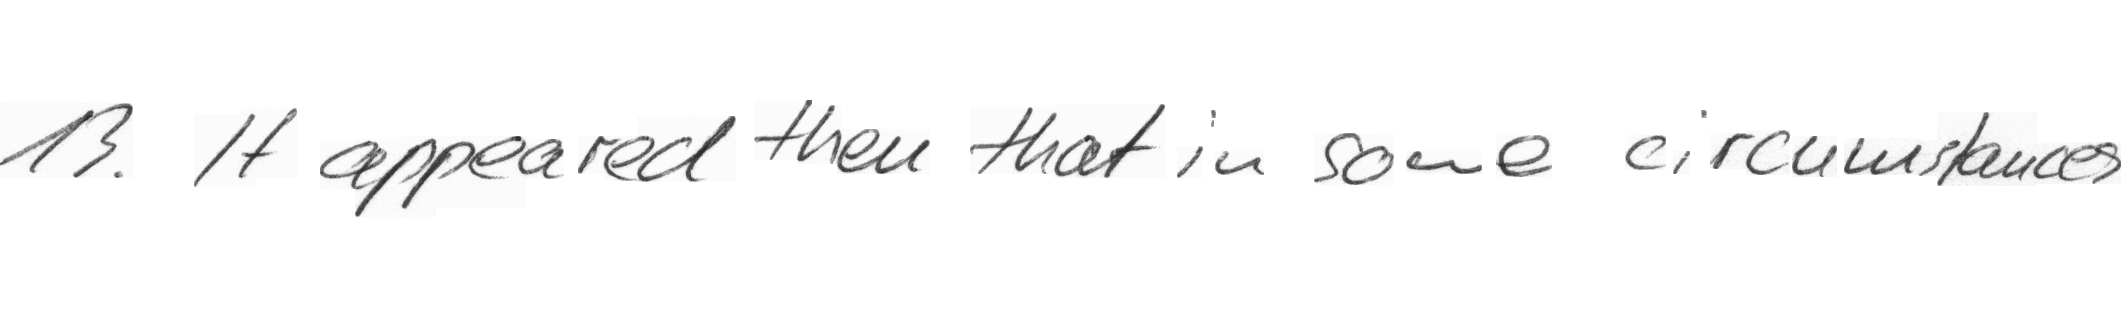 13. It appeared then that in some circumstances